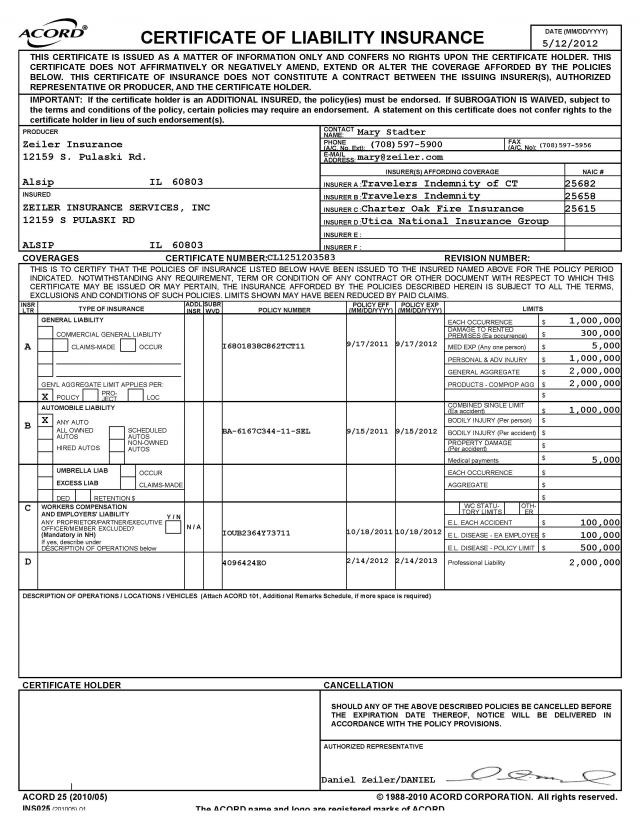 ACORD®
CERTIFICATE OF LIABILITY INSURANCE
DATE (MM/DD/YYYY)
5/12/2012
THIS CERTIFICATE IS ISSUED AS A MATTER OF INFORMATION ONLY AND CONFERS NO RIGHTS UPON THE CERTIFICATE HOLDER. THIS
CERTIFICATE DOES NOT AFFIRMATIVELY OR NEGATIVELY AMEND, EXTEND OR ALTER THE COVERAGE AFFORDED BY THE POLICIES
BELOW. THIS CERTIFICATE OF INSURANCE DOES NOT CONSTITUTE A CONTRACT BETWEEN THE ISSUING INSURER(S), AUTHORIZED
REPRESENTATIVE OR PRODUCER, AND THE CERTIFICATE HOLDER.
IMPORTANT: If the certificate holder is an ADDITIONAL INSURED, the policy(ies) must be endorsed. If SUBROGATION IS WAIVED, subject to
the terms and conditions of the policy, certain policies may require an endorsement. A statement on this certificate does not confer rights to the
certificate holder in lieu of such endorsement(s).
PRODUCER
Zeiler Insurance
12159 S. Pulaski Rd.
Alsip IL 60803
CONTACT NAME: Mary Stadter
PHONE (A/C, No, Ext): (708)597-5900 FAX (A/C, No): (708)597-5956
E-MAIL ADDRESS: mary@zeiler.com
INSURER(S) AFFORDING COVERAGE NAIC #
INSURER A: Travelers Indemnity of CT 25682
INSURED
ZEILER INSURANCE SERVICES, INC
12159 S PULASKI RD
ALSIP IL 60803
INSURER B: Travelers Indemnity 25658
INSURER C: Charter Oak Fire Insurance 25615
INSURER D: Utica National Insurance Group
INSURER E :
INSURER F :
COVERAGES CERTIFICATE NUMBER:CL1251203583 REVISION NUMBER:
THIS IS TO CERTIFY THAT THE POLICIES OF INSURANCE LISTED BELOW HAVE BEEN ISSUED TO THE INSURED NAMED ABOVE FOR THE POLICY PERIOD
INDICATED. NOTWITHSTANDING ANY REQUIREMENT, TERM OR CONDITION OF ANY CONTRACT OR OTHER DOCUMENT WITH RESPECT TO WHICH THIS
CERTIFICATE MAY BE ISSUED OR MAY PERTAIN, THE INSURANCE AFFORDED BY THE POLICIES DESCRIBED HEREIN IS SUBJECT TO ALL THE TERMS,
EXCLUSIONS AND CONDITIONS OF SUCH POLICIES. LIMITS SHOWN MAY HAVE BEEN REDUCED BY PAID CLAIMS.
INSR LTR TYPE OF INSURANCE ADDL INSR SUBR WVD POLICY NUMBER POLICY EFF (MM/DD/YYYY) POLICY EXP (MM/DD/YYYY) LIMITS
GENERAL LIABILITY EACH OCCURRENCE $ 1,000,000
COMMERCIAL GENERAL LIABILITY DAMAGE TO RENTED PREMISES (Ea occurrence) $ 300,000
A CLAIMS-MADE OCCUR I6801838C862TCT11 9/17/2011 9/17/2012 MED EXP (Any one person) $ 5,000
PERSONAL & ADV INJURY $ 1,000,000
GENERAL AGGREGATE $ 2,000,000
GEN'L AGGREGATE LIMIT APPLIES PER: PRODUCTS - COMP/OP AGG $ 2,000,000
X POLICY PRO-JECT LOC $
AUTOMOBILE LIABILITY COMBINED SINGLE LIMIT (Ea accident) $ 1,000,000
X ANY AUTO BODILY INJURY (Per person) $
B ALL OWNED AUTOS SCHEDULED AUTOS BA-6167C344-11-SEL 9/15/2011 9/15/2012 BODILY INJURY (Per accident) $
HIRED AUTOS NON-OWNED AUTOS PROPERTY DAMAGE (Per accident) $
Medical payments $ 5,000
UMBRELLA LIAB OCCUR EACH OCCURRENCE $
EXCESS LIAB CLAIMS-MADE AGGREGATE $
DED RETENTION $ $
C WORKERS COMPENSATION AND EMPLOYERS' LIABILITY Y / N WC STATU-TORY LIMITS OTH-ER
ANY PROPRIETOR/PARTNER/EXECUTIVE OFFICER/MEMBER EXCLUDED? N / A E.L. EACH ACCIDENT $ 100,000
(Mandatory in NH) IOUB2364Y73711 10/18/2011 10/18/2012 E.L. DISEASE - EA EMPLOYEE $ 100,000
If yes, describe under DESCRIPTION OF OPERATIONS below E.L. DISEASE - POLICY LIMIT $ 500,000
D 4096424EO 2/14/2012 2/14/2013 Professional Liability 2,000,000
DESCRIPTION OF OPERATIONS / LOCATIONS / VEHICLES (Attach ACORD 101, Additional Remarks Schedule, if more space is required)
CERTIFICATE HOLDER
CANCELLATION
SHOULD ANY OF THE ABOVE DESCRIBED POLICIES BE CANCELLED BEFORE
THE EXPIRATION DATE THEREOF, NOTICE WILL BE DELIVERED IN
ACCORDANCE WITH THE POLICY PROVISIONS.
AUTHORIZED REPRESENTATIVE
Daniel Zeiler/DANIEL
ACORD 25 (2010/05) © 1988-2010 ACORD CORPORATION. All rights reserved.
INS025 (201005).01 The ACORD name and logo are registered marks of ACORD